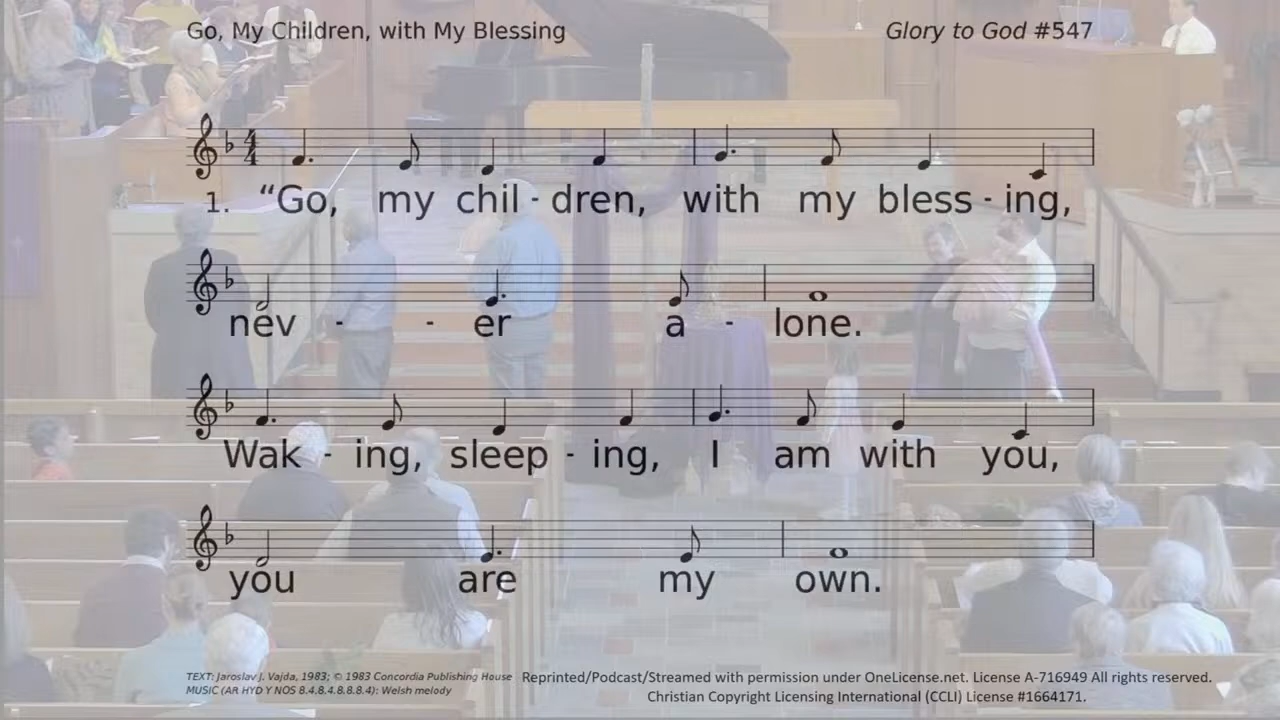 Go, My Children, with My Blessing
Glory to God #547
1. “Go, my chil - dren, with my bless - ing,
nev - - er a - lone.
Wak - ing, sleep - ing, I am with you,
you are my own.
TEXT: Jaroslav J. Vajda, 1983; © 1983 Concordia Publishing House
MUSIC (AR HYD Y NOS 8.4.8.4.8.8.8.4): Welsh melody
Reprinted/Podcast/Streamed with permission under OneLicense.net. License A-716949 All rights reserved.
Christian Copyright Licensing International (CCLI) License #1664171.